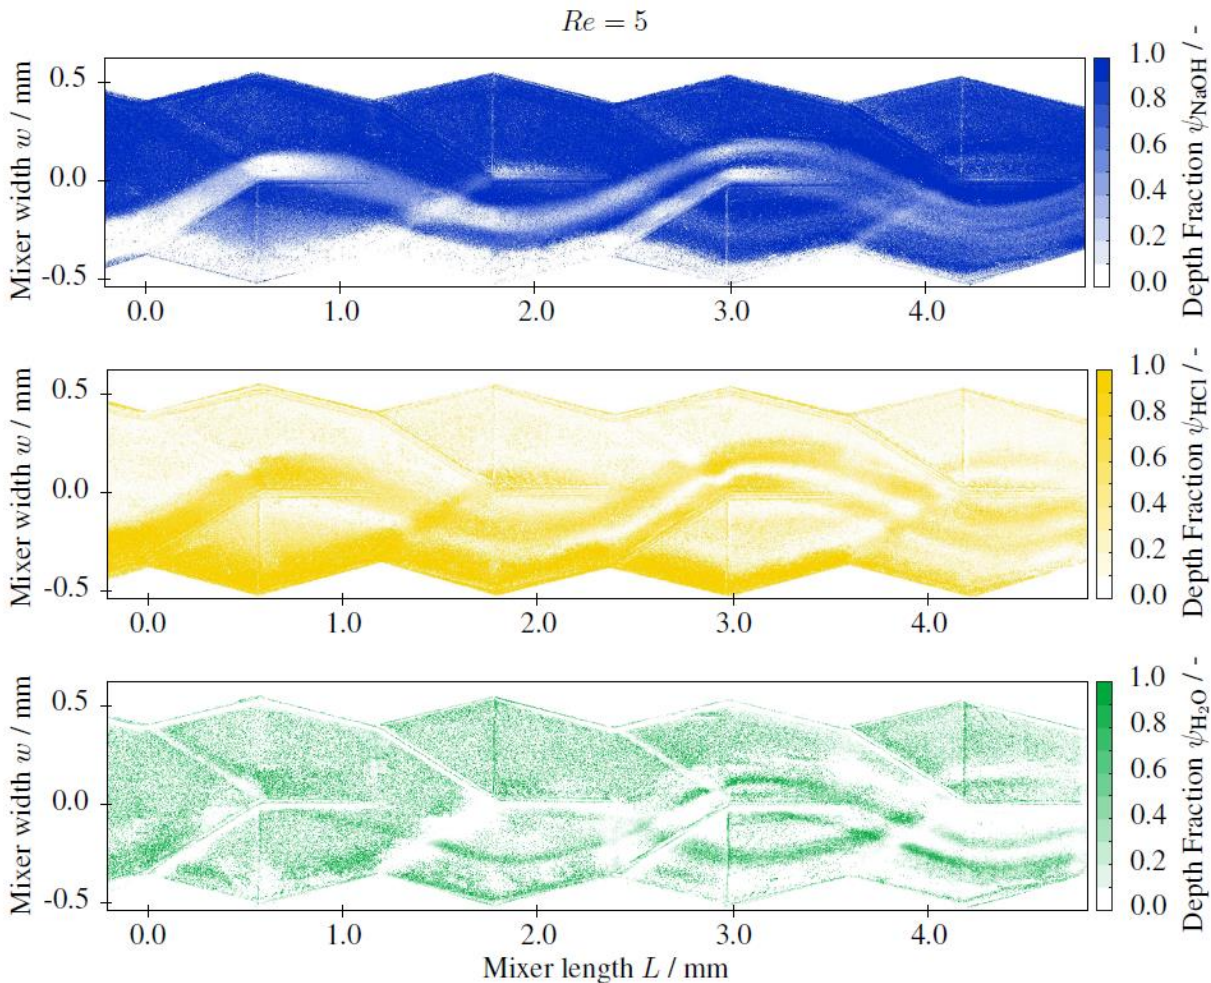 Re = 5
Mixer width w / mm
0.5
0.0
-0.5
0.0 1.0 2.0 3.0 4.0
1.0
0.8
0.6
0.4
0.2
0.0
Depth Fraction ψNaOH / -
Mixer width w / mm
0.5
0.0
-0.5
0.0 1.0 2.0 3.0 4.0
1.0
0.8
0.6
0.4
0.2
0.0
Depth Fraction ψHCl / -
Mixer width w / mm
0.5
0.0
-0.5
0.0 1.0 2.0 3.0 4.0
Mixer length L / mm
1.0
0.8
0.6
0.4
0.2
0.0
Depth Fraction ψH₂O / -